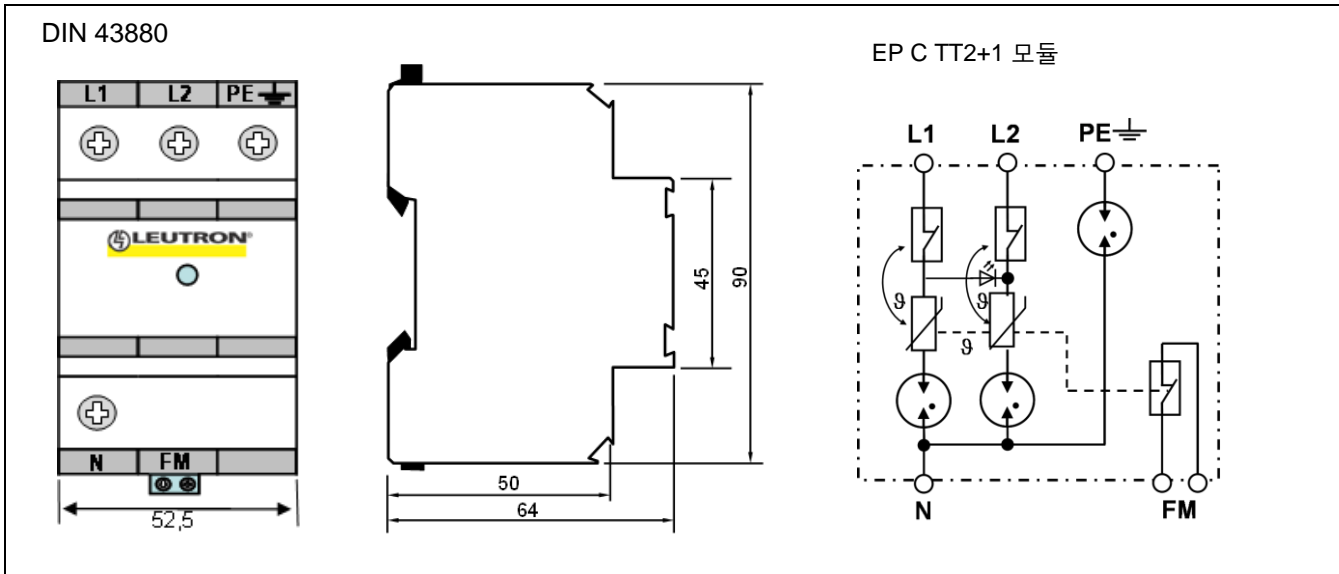 DIN 43880
EP C TT2+1 모듈
L1 L2 PE
LEUTRON®
N FM
52,5
50
64
45
90
L1 L2 PE
ϑ ϑ
ϑ
N FM